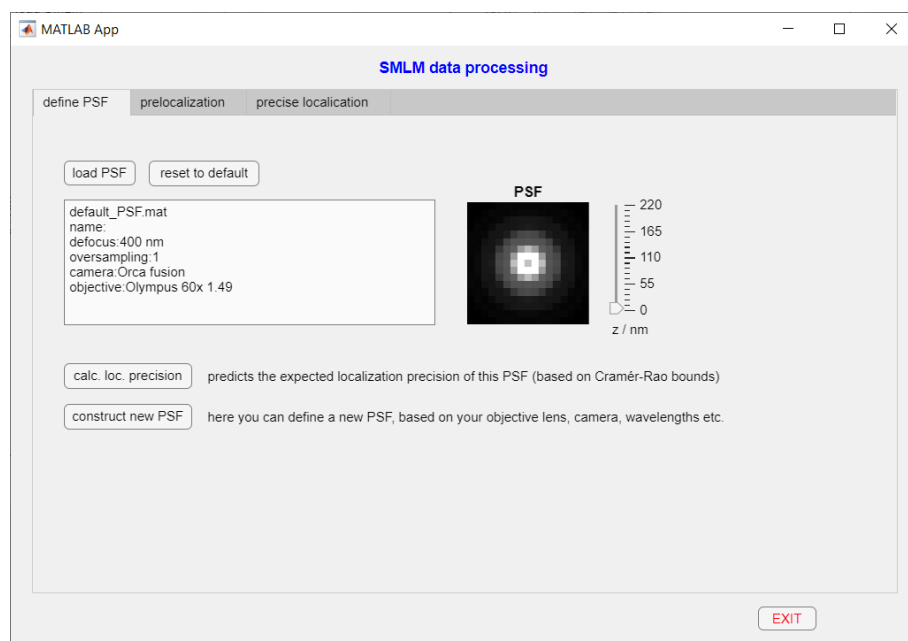 MATLAB App
SMLM data processing
define PSF
prelocalization
precise localication
load PSF
reset to default
default_PSF.mat
name:
defocus:400 nm
oversampling:1
camera:Orca fusion
objective:Olympus 60x 1.49
PSF
220
165
110
55
0
z / nm
calc. loc. precision
predicts the expected localization precision of this PSF (based on Cramér-Rao bounds)
construct new PSF
here you can define a new PSF, based on your objective lens, camera, wavelengths etc.
EXIT